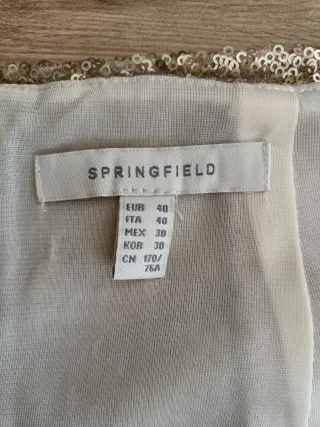 SPRINGFIELD
EUR 40
ITA 40
MEX 30
KOR 30
CN 170/
76A